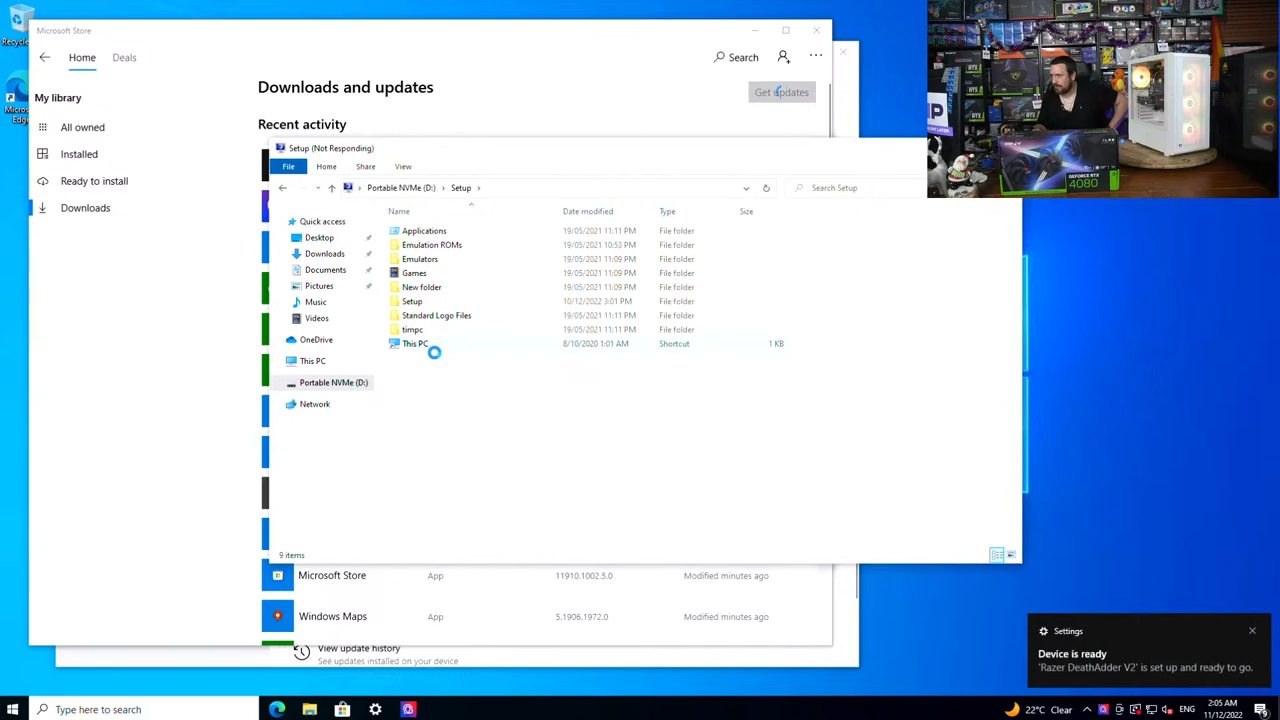 Recycle
Microsoft Edge
Microsoft Store
Home
Deals
Search
My library
All owned
Installed
Ready to install
Downloads
Downloads and updates
Get updates
Recent activity
Setup (Not Responding)
File
Home
Share
View
Portable NVMe (D:)
Setup
Search Setup
Name
Date modified
Type
Size
Quick access
Desktop
Downloads
Documents
Pictures
Music
Videos
OneDrive
This PC
Portable NVMe (D:)
Network
Applications 19/05/2021 11:11 PM File folder
Emulation ROMs 19/05/2021 10:53 PM File folder
Emulators 19/05/2021 11:09 PM File folder
Games 19/05/2021 11:09 PM File folder
New folder 19/05/2021 11:09 PM File folder
Setup 10/12/2022 3:01 PM File folder
Standard Logo Files 19/05/2021 11:11 PM File folder
timpc 19/05/2021 11:11 PM File folder
This PC 8/10/2020 1:01 AM Shortcut 1 KB
9 items
Microsoft Store App 11910.1002.5.0 Modified minutes ago
Windows Maps App 5.1906.1972.0 Modified minutes ago
View update history
See updates installed on your device
PNY
GEFORCE RTX
4080
Settings
Device is ready
'Razer DeathAdder V2' is set up and ready to go.
Type here to search
22°C Clear
ENG
2:05 AM
11/12/2022